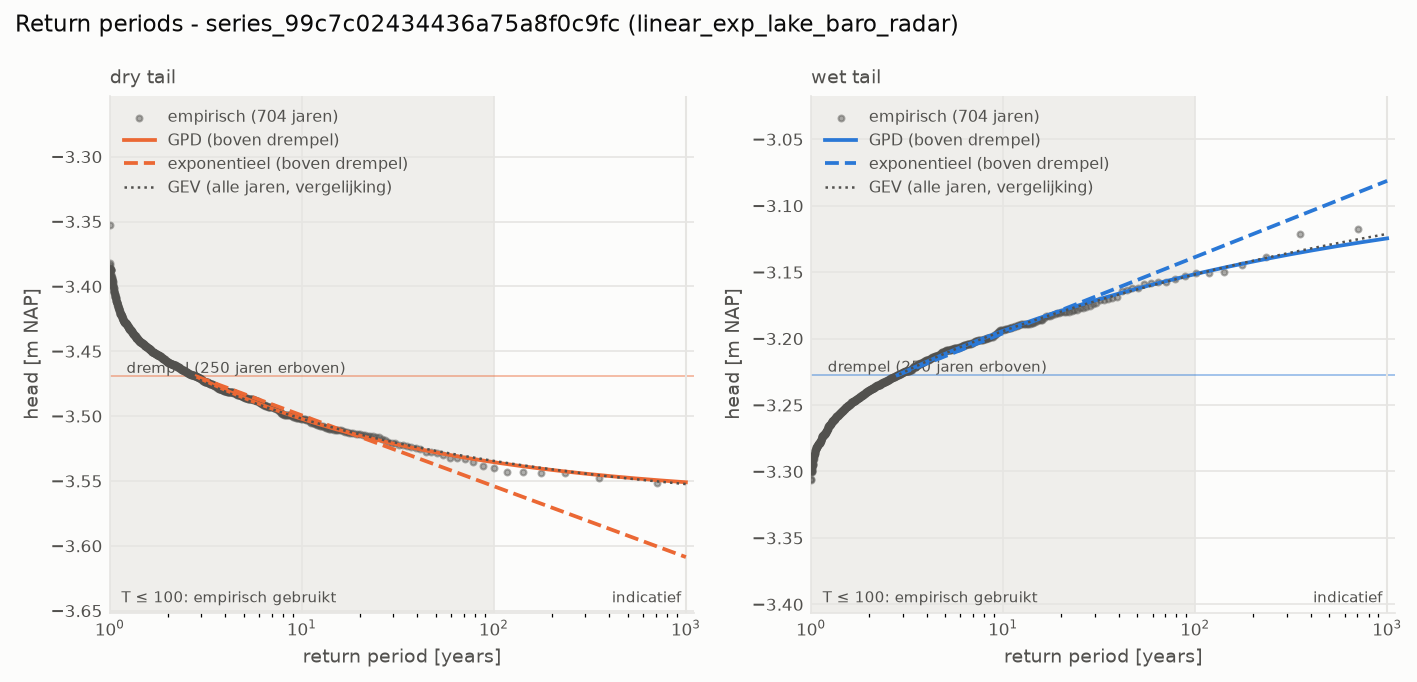 Return periods - series_99c7c02434436a75a8f0c9fc (linear_exp_lake_baro_radar)
dry tail
empirisch (704 jaren)
GPD (boven drempel)
exponentieel (boven drempel)
GEV (alle jaren, vergelijking)
−3.30
−3.35
−3.40
−3.45
−3.50
−3.55
−3.60
−3.65
head [m NAP]
drempel (250 jaren erboven)
T ≤ 100: empirisch gebruikt
indicatief
10⁰
10¹
10²
10³
return period [years]
wet tail
empirisch (704 jaren)
GPD (boven drempel)
exponentieel (boven drempel)
GEV (alle jaren, vergelijking)
−3.05
−3.10
−3.15
−3.20
−3.25
−3.30
−3.35
−3.40
head [m NAP]
drempel (250 jaren erboven)
T ≤ 100: empirisch gebruikt
indicatief
10⁰
10¹
10²
10³
return period [years]